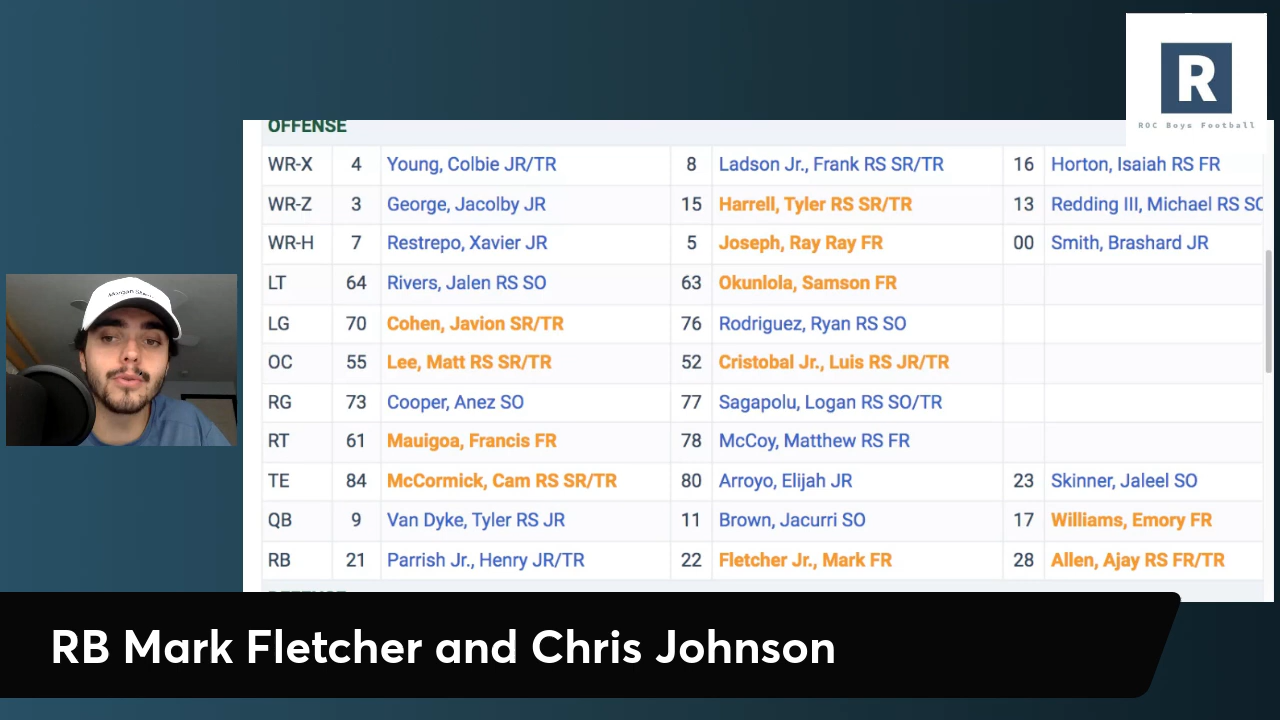 R
ROC Boys Football
OFFENSE
WR-X 4 Young, Colbie JR/TR 8 Ladson Jr., Frank RS SR/TR 16 Horton, Isaiah RS FR
WR-Z 3 George, Jacolby JR 15 Harrell, Tyler RS SR/TR 13 Redding III, Michael RS SO
WR-H 7 Restrepo, Xavier JR 5 Joseph, Ray Ray FR 00 Smith, Brashard JR
LT 64 Rivers, Jalen RS SO 63 Okunlola, Samson FR
LG 70 Cohen, Javion SR/TR 76 Rodriguez, Ryan RS SO
OC 55 Lee, Matt RS SR/TR 52 Cristobal Jr., Luis RS JR/TR
RG 73 Cooper, Anez SO 77 Sagapolu, Logan RS SO/TR
RT 61 Mauigoa, Francis FR 78 McCoy, Matthew RS FR
TE 84 McCormick, Cam RS SR/TR 80 Arroyo, Elijah JR 23 Skinner, Jaleel SO
QB 9 Van Dyke, Tyler RS JR 11 Brown, Jacurri SO 17 Williams, Emory FR
RB 21 Parrish Jr., Henry JR/TR 22 Fletcher Jr., Mark FR 28 Allen, Ajay RS FR/TR
RB Mark Fletcher and Chris Johnson